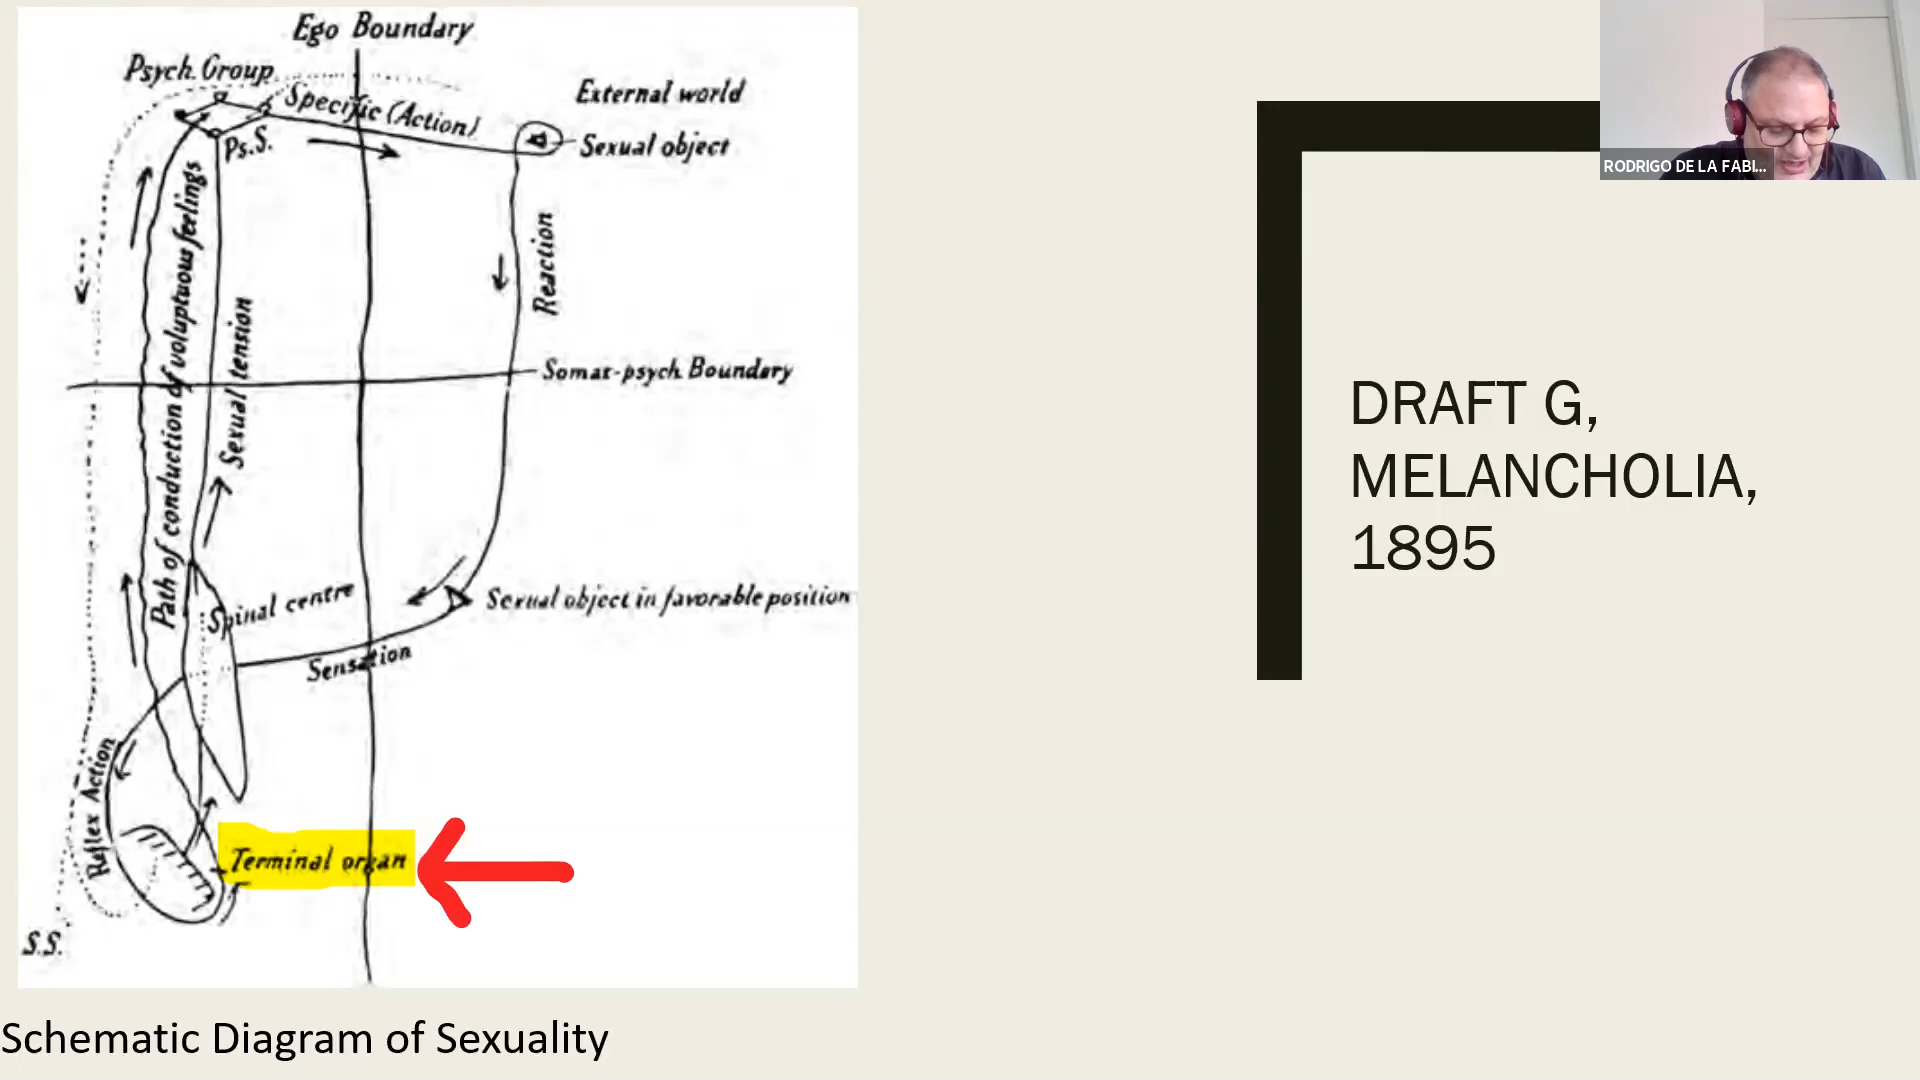 Ego Boundary
Psych. Group
Specific (Action)
External world
Sexual object
Ps.S.
Path of conduction of voluptuous feelings
Sexual tension
Reaction
Somat-psych Boundary
Spinal centre
Sexual object in favorable position
Sensation
Reflex Action
Terminal organ
S.S.
Schematic Diagram of Sexuality
RODRIGO DE LA FABI...
DRAFT G,
MELANCHOLIA,
1895